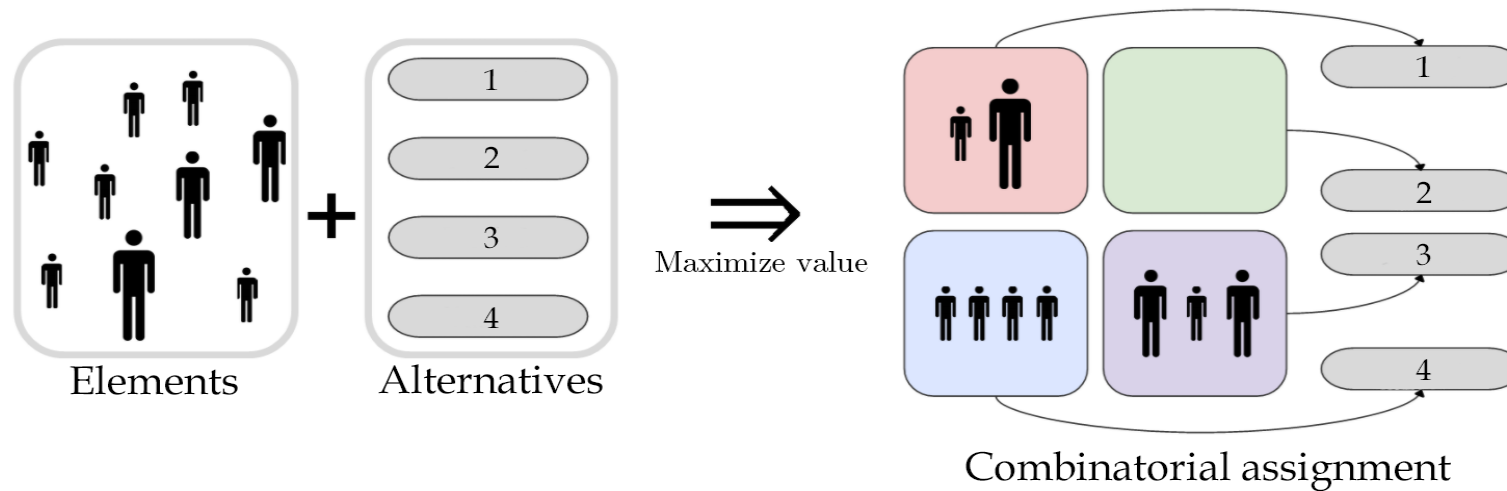 1
2
3
4
Elements
Alternatives
Maximize value
1
2
3
4
Combinatorial assignment